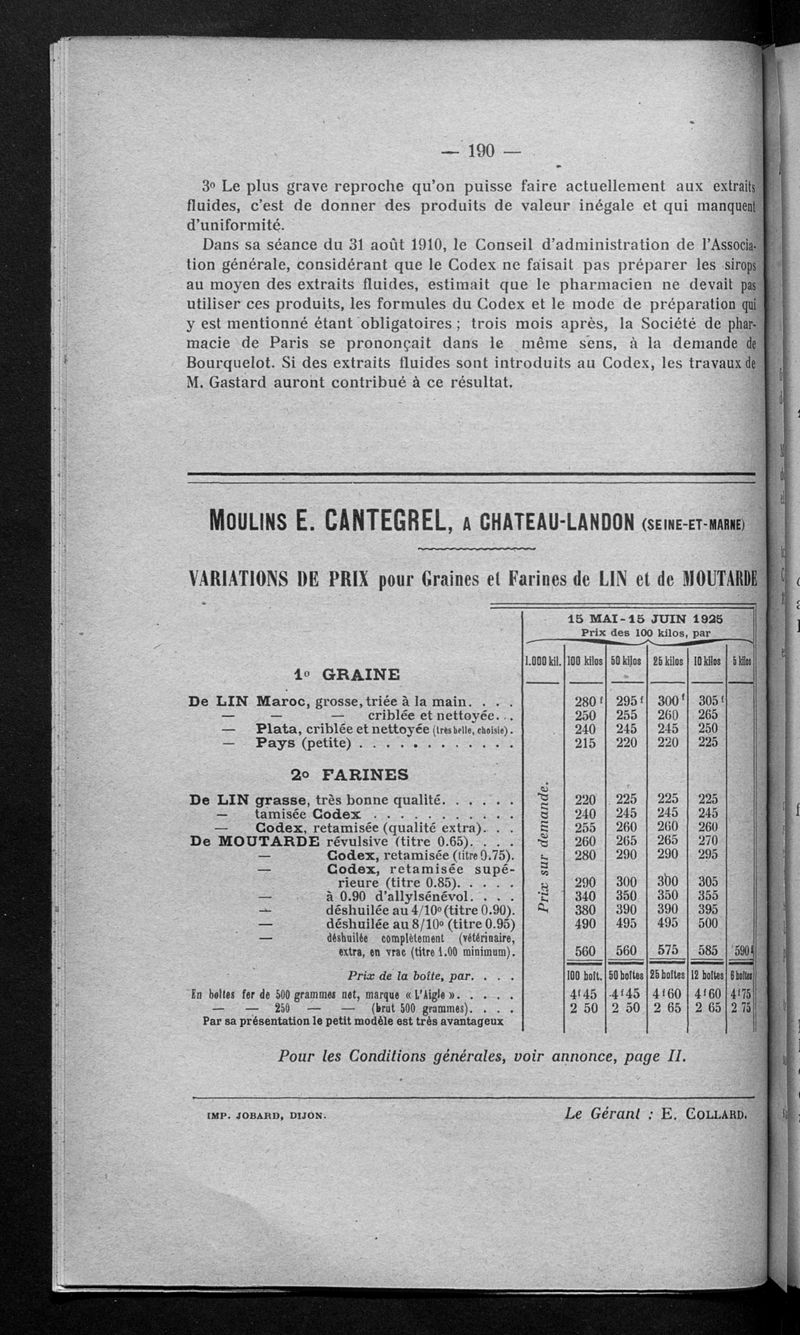 — 190 —
3º Le plus grave reproche qu'on puisse faire actuellement aux extraits
fluides, c'est de donner des produits de valeur inégale et qui manquent
d'uniformité.
Dans sa séance du 31 août 1910, le Conseil d'administration de l'Associa-
tion générale, considérant que le Codex ne faisait pas préparer les sirops
au moyen des extraits fluides, estimait que le pharmacien ne devait pas
utiliser ces produits, les formules du Codex et le mode de préparation qui
y est mentionné étant obligatoires ; trois mois après, la Société de phar-
macie de Paris se prononçait dans le même sens, à la demande de
Bourquelot. Si des extraits fluides sont introduits au Codex, les travaux de
M. Gastard auront contribué à ce résultat.
MOULINS E. CANTEGREL, A CHATEAU-LANDON (SEINE-ET-MARNE)
VARIATIONS DE PRIX pour Graines et Farines de LIN et de MOUTARDE
15 MAI-15 JUIN 1925
Prix des 100 kilos, par
1.000 kil. 100 kilos 50 kilos 25 kilos 10 kilos 5 kilos
1º GRAINE
De LIN Maroc, grosse, triée à la main. . . . 280f 295f 300f 305f
— — — criblée et nettoyée. . . 250 255 260 265
— Plata, criblée et nettoyée (très belle, choisie) . 240 245 245 250
— Pays (petite) . . . . . . . . . . . . 215 220 220 225
2º FARINES
Prix sur demande.
De LIN grasse, très bonne qualité. . . . . . 220 225 225 225
— tamisée Codex . . . . . . . . . . . 240 245 245 245
— Codex, retamisée (qualité extra). . . 255 260 260 260
De MOUTARDE révulsive (titre 0.65). . . . 260 265 265 270
— Codex, retamisée (titre 0.75). 280 290 290 295
— Codex, retamisée supé-
rieure (titre 0.85). . . . . 290 300 300 305
— à 0.90 d'allylsénévol. . . . 340 350 350 355
— déshuilée au 4/10º (titre 0.90). 380 390 390 395
— déshuilée au 8/10º (titre 0.95) 490 495 495 500
— déshuilée complètement (vétérinaire,
extra, en vrac (titre 1.00 minimum). 560 560 575 585 590f
Prix de la boîte, par. . . . 100 boît. 50 boîtes 25 boîtes 12 boîtes 6 boîtes
En boîtes fer de 500 grammes net, marque « L'Aigle ». . . . . 4f45 4f45 4f60 4f60 4f75
— — 250 — — (brut 500 grammes). . . . 2 50 2 50 2 65 2 65 2 75
Par sa présentation le petit modèle est très avantageux
Pour les Conditions générales, voir annonce, page II.
IMP. JOBARD, DIJON.
Le Gérant : E. COLLARD.